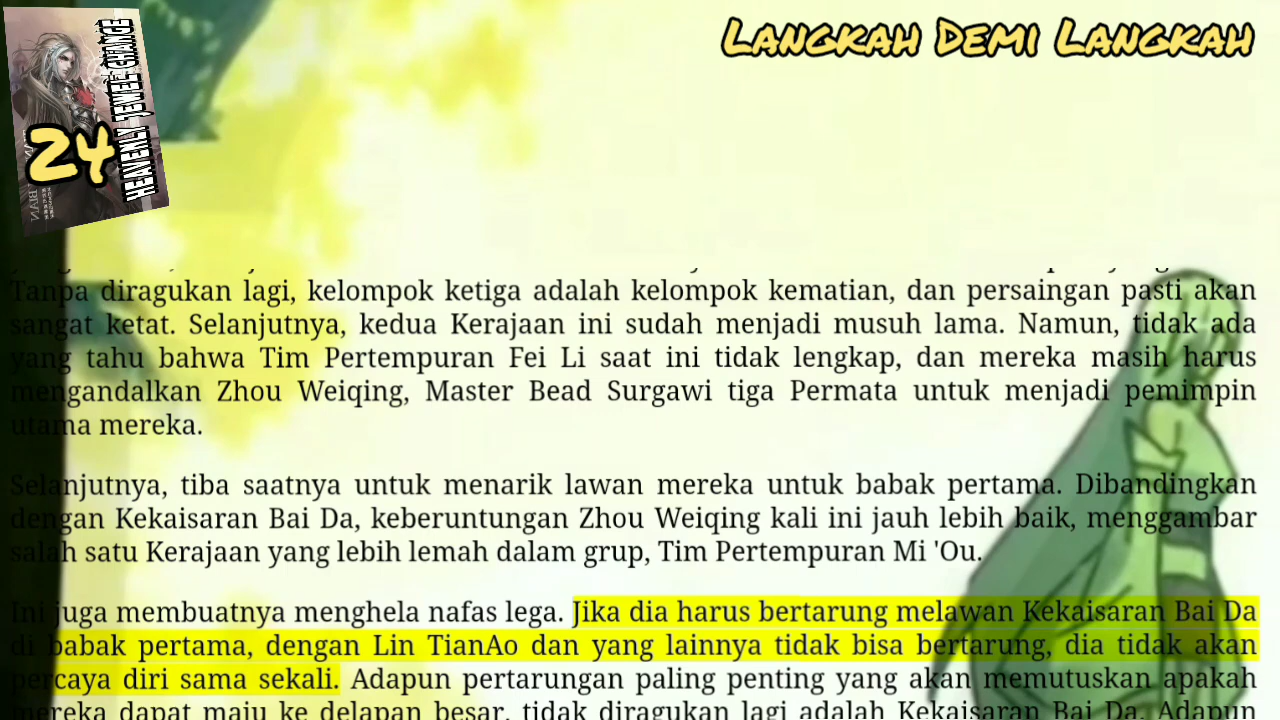 Langkah Demi Langkah
24
HEAVENLY JEWEL CHANGE
Tanpa diragukan lagi, kelompok ketiga adalah kelompok kematian, dan persaingan pasti akan
sangat ketat. Selanjutnya, kedua Kerajaan ini sudah menjadi musuh lama. Namun, tidak ada
yang tahu bahwa Tim Pertempuran Fei Li saat ini tidak lengkap, dan mereka masih harus
mengandalkan Zhou Weiqing, Master Bead Surgawi tiga Permata untuk menjadi pemimpin
utama mereka.
Selanjutnya, tiba saatnya untuk menarik lawan mereka untuk babak pertama. Dibandingkan
dengan Kekaisaran Bai Da, keberuntungan Zhou Weiqing kali ini jauh lebih baik, menggambar
salah satu Kerajaan yang lebih lemah dalam grup, Tim Pertempuran Mi 'Ou.
Ini juga membuatnya menghela nafas lega. Jika dia harus bertarung melawan Kekaisaran Bai Da
di babak pertama, dengan Lin TianAo dan yang lainnya tidak bisa bertarung, dia tidak akan
percaya diri sama sekali. Adapun pertarungan paling penting yang akan memutuskan apakah
mereka dapat maju ke delapan besar, tidak diragukan lagi adalah Kekaisaran Bai Da. Adapun